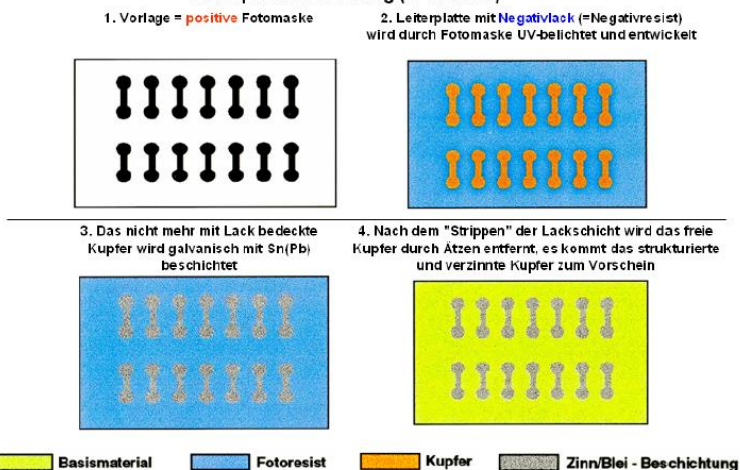 1. Vorlage = positive Fotomaske
2. Leiterplatte mit Negativlack (=Negativresist)
wird durch Fotomaske UV-belichtet und entwickelt
3. Das nicht mehr mit Lack bedeckte
Kupfer wird galvanisch mit Sn(Pb)
beschichtet
4. Nach dem "Strippen" der Lackschicht wird das freie
Kupfer durch Ätzen entfernt, es kommt das strukturierte
und verzinnte Kupfer zum Vorschein
Basismaterial
Fotoresist
Kupfer
Zinn/Blei - Beschichtung